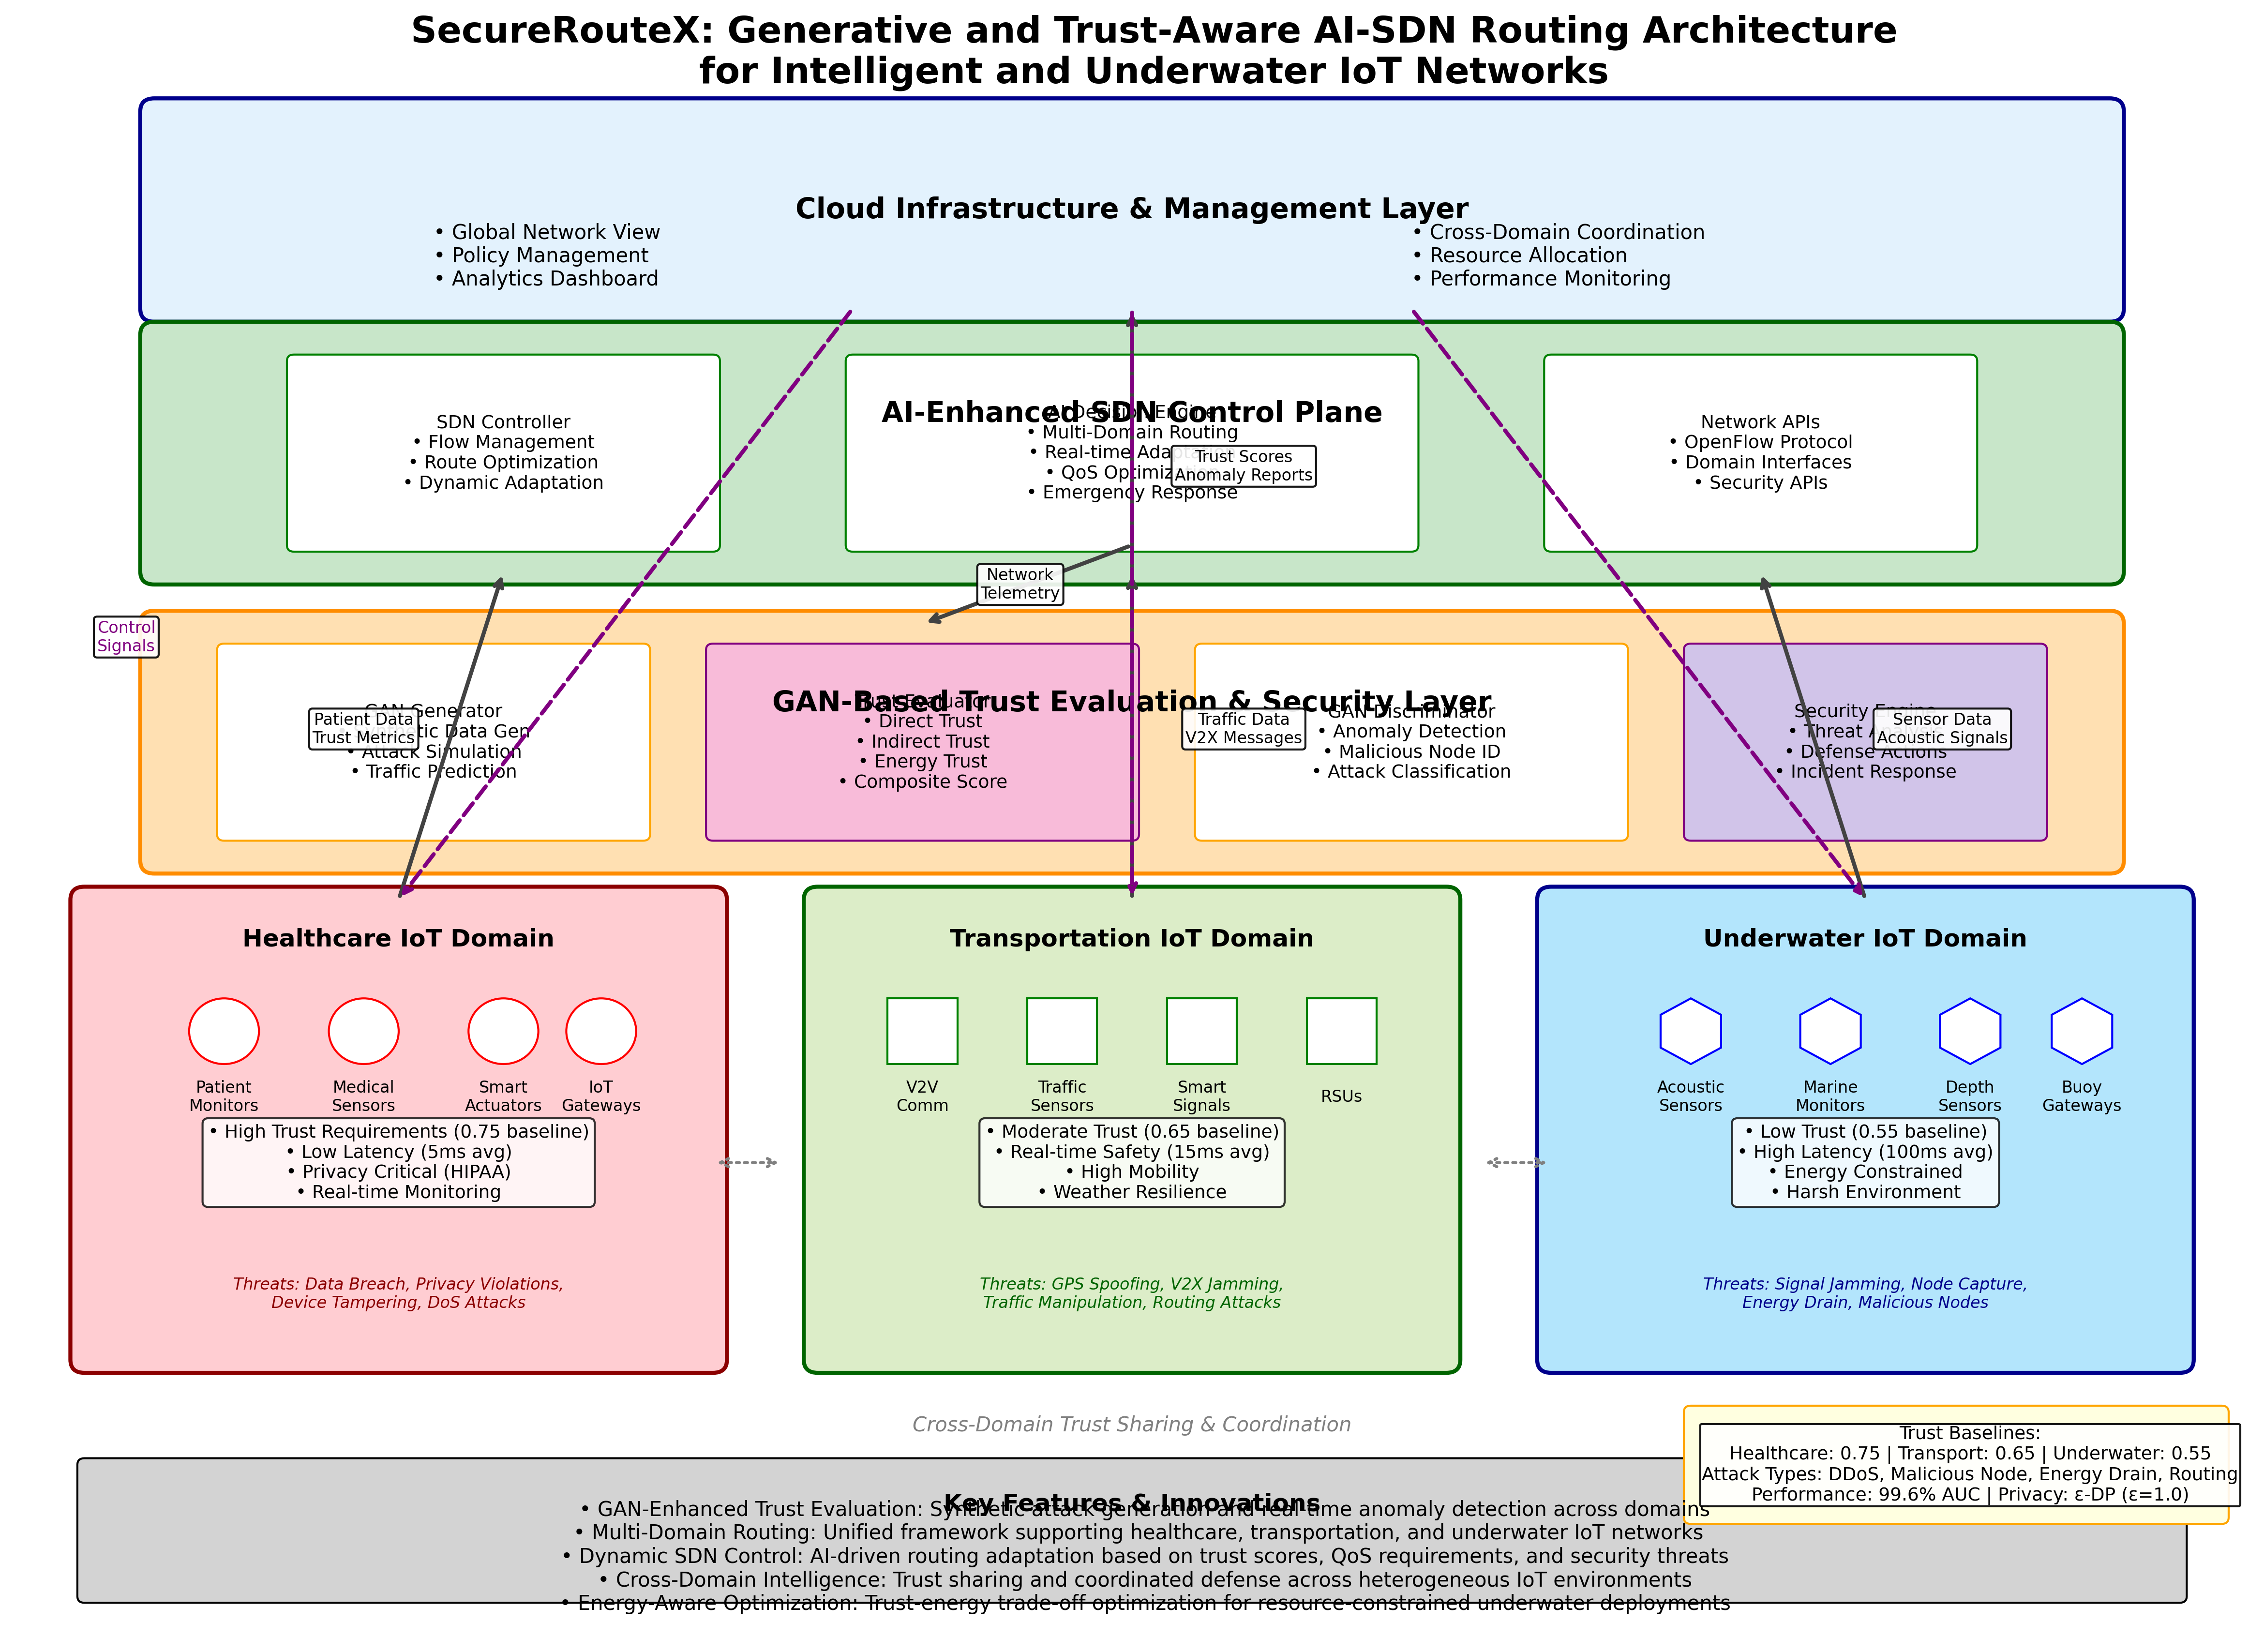 SecureRouteX: Generative and Trust-Aware AI-SDN Routing Architecture
for Intelligent and Underwater IoT Networks
Cloud Infrastructure & Management Layer
• Global Network View
• Policy Management
• Analytics Dashboard
• Cross-Domain Coordination
• Resource Allocation
• Performance Monitoring
AI-Enhanced SDN Control Plane
SDN Controller
• Flow Management
• Route Optimization
• Dynamic Adaptation
AI Decision Engine
• Multi-Domain Routing
• Real-time
• QoS
• Emergency Response
Trust Scores
Anomaly Reports
Network APIs
• OpenFlow Protocol
• Domain Interfaces
• Security APIs
Network
Telemetry
Control
Signals
GAN-Based Trust Evaluation & Security Layer
GAN Generator
Data Gen
• Attack Simulation
• Traffic Prediction
Patient Data
Trust Metrics
Trust Evaluator
• Direct Trust
• Indirect Trust
• Energy Trust
• Composite Score
Traffic Data
V2X Messages
GAN Discriminator
• Anomaly Detection
• Malicious Node ID
• Attack Classification
Security Engine
• Threat
• Defense Actions
• Incident Response
Sensor Data
Acoustic Signals
Healthcare IoT Domain
Patient
Monitors
Medical
Sensors
Smart
Actuators
IoT
Gateways
• High Trust Requirements (0.75 baseline)
• Low Latency (5ms avg)
• Privacy Critical (HIPAA)
• Real-time Monitoring
Threats: Data Breach, Privacy Violations,
Device Tampering, DoS Attacks
Transportation IoT Domain
V2V
Comm
Traffic
Sensors
Smart
Signals
RSUs
• Moderate Trust (0.65 baseline)
• Real-time Safety (15ms avg)
• High Mobility
• Weather Resilience
Threats: GPS Spoofing, V2X Jamming,
Traffic Manipulation, Routing Attacks
Underwater IoT Domain
Acoustic
Sensors
Marine
Monitors
Depth
Sensors
Buoy
Gateways
• Low Trust (0.55 baseline)
• High Latency (100ms avg)
• Energy Constrained
• Harsh Environment
Threats: Signal Jamming, Node Capture,
Energy Drain, Malicious Nodes
Cross-Domain Trust Sharing & Coordination
Trust Baselines:
Healthcare: 0.75 | Transport: 0.65 | Underwater: 0.55
Attack Types: DDoS, Malicious Node, Energy Drain, Routing
Performance: 99.6% AUC | Privacy: ε-DP (ε=1.0)
Key Features & Innovations
• GAN-Enhanced Trust Evaluation: Synthetic attack generation and real-time anomaly detection across domains
• Multi-Domain Routing: Unified framework supporting healthcare, transportation, and underwater IoT networks
• Dynamic SDN Control: AI-driven routing adaptation based on trust scores, QoS requirements, and security threats
• Cross-Domain Intelligence: Trust sharing and coordinated defense across heterogeneous IoT environments
• Energy-Aware Optimization: Trust-energy trade-off optimization for resource-constrained underwater deployments